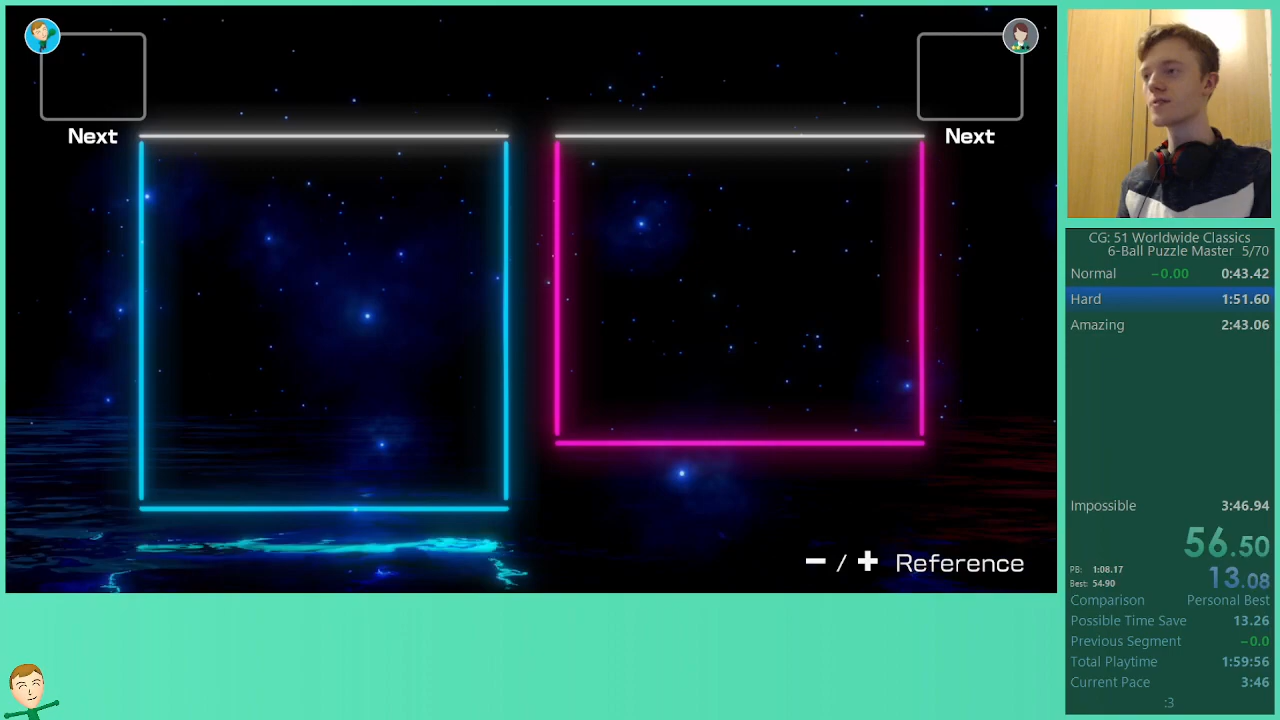 Next
Next
− / + Reference
CG: 51 Worldwide Classics
6-Ball Puzzle Master 5/70
Normal −0.00 0:43.42
Hard 1:51.60
Amazing 2:43.06
Impossible 3:46.94
56.50
PB: 1:08.17
Best: 54.90
13.08
Comparison Personal Best
Possible Time Save 13.26
Previous Segment −0.0
Total Playtime 1:59:56
Current Pace 3:46
:3